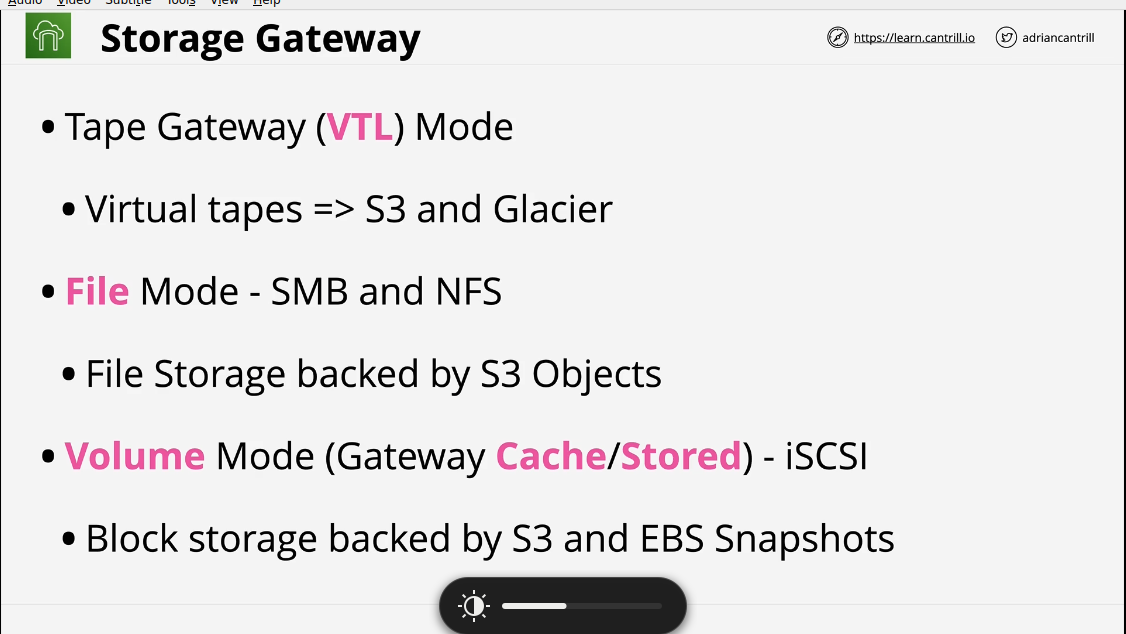 Audio Video Subtitle Tools View Help
Storage Gateway
https://learn.cantrill.io
adriancantrill
• Tape Gateway (VTL) Mode
• Virtual tapes => S3 and Glacier
• File Mode - SMB and NFS
• File Storage backed by S3 Objects
• Volume Mode (Gateway Cache/Stored) - iSCSI
• Block storage backed by S3 and EBS Snapshots